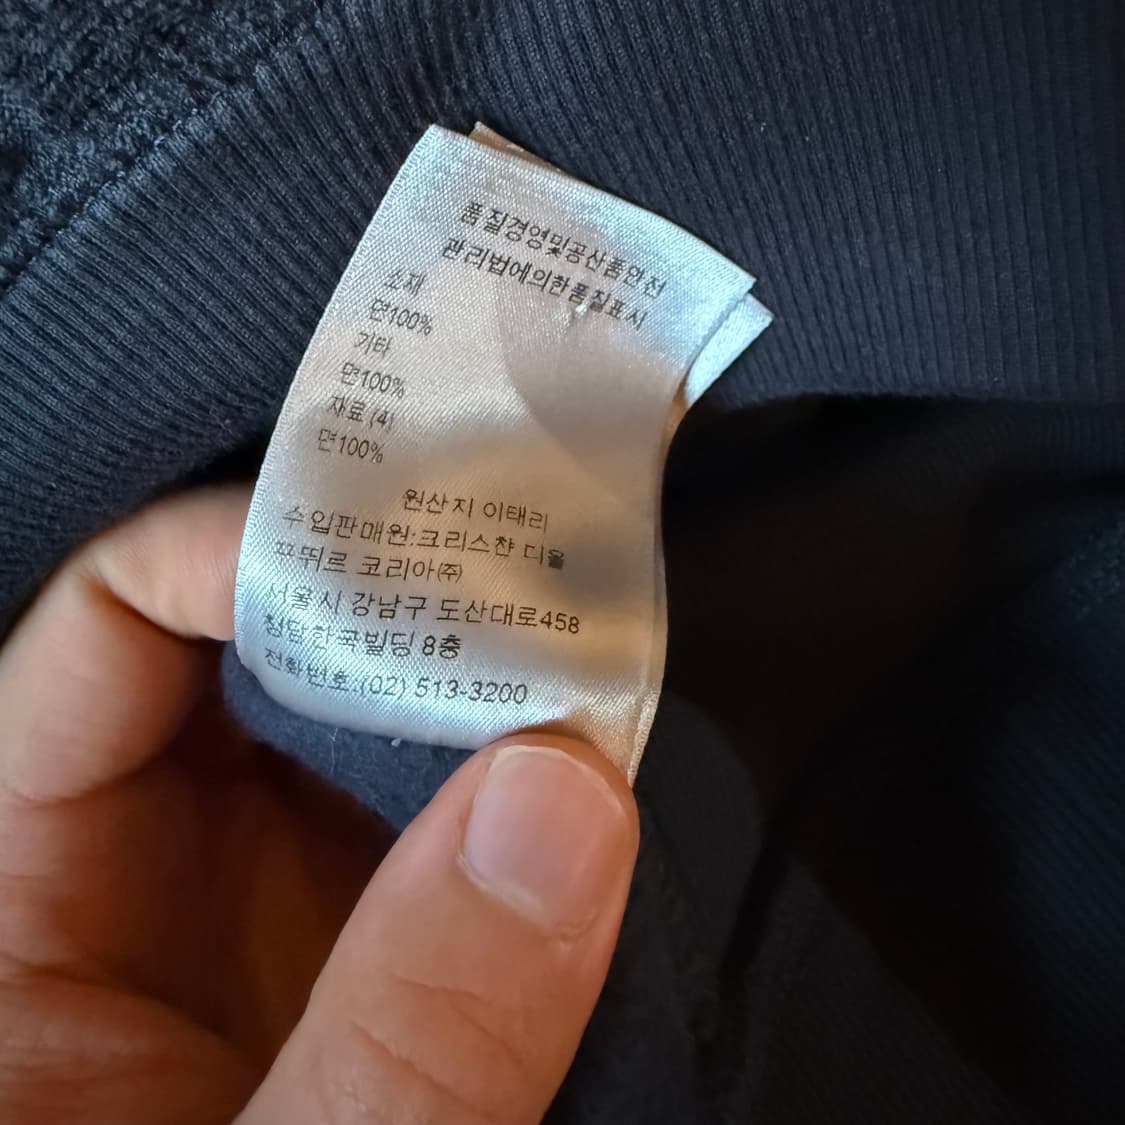 품질경영및공산품안전
관리법에의한품질표시
소재
면100%
기타
면100%
재료 (4)
면100%
원산지 이태리
수입판매원:크리스챤 디올
꾸뛰르 코리아㈜
서울시 강남구 도산대로458
청담한국빌딩 8층
전화번호:(02) 513-3200